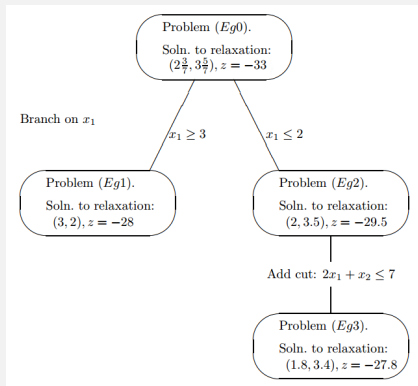 Problem (Eg0).
Soln. to relaxation:
(2 3/7, 3 5/7), z = −33
Branch on x₁
x₁ ≥ 3
x₁ ≤ 2
Problem (Eg1).
Soln. to relaxation:
(3, 2), z = −28
Problem (Eg2).
Soln. to relaxation:
(2, 3.5), z = −29.5
Add cut: 2x₁ + x₂ ≤ 7
Problem (Eg3).
Soln. to relaxation:
(1.8, 3.4), z = −27.8